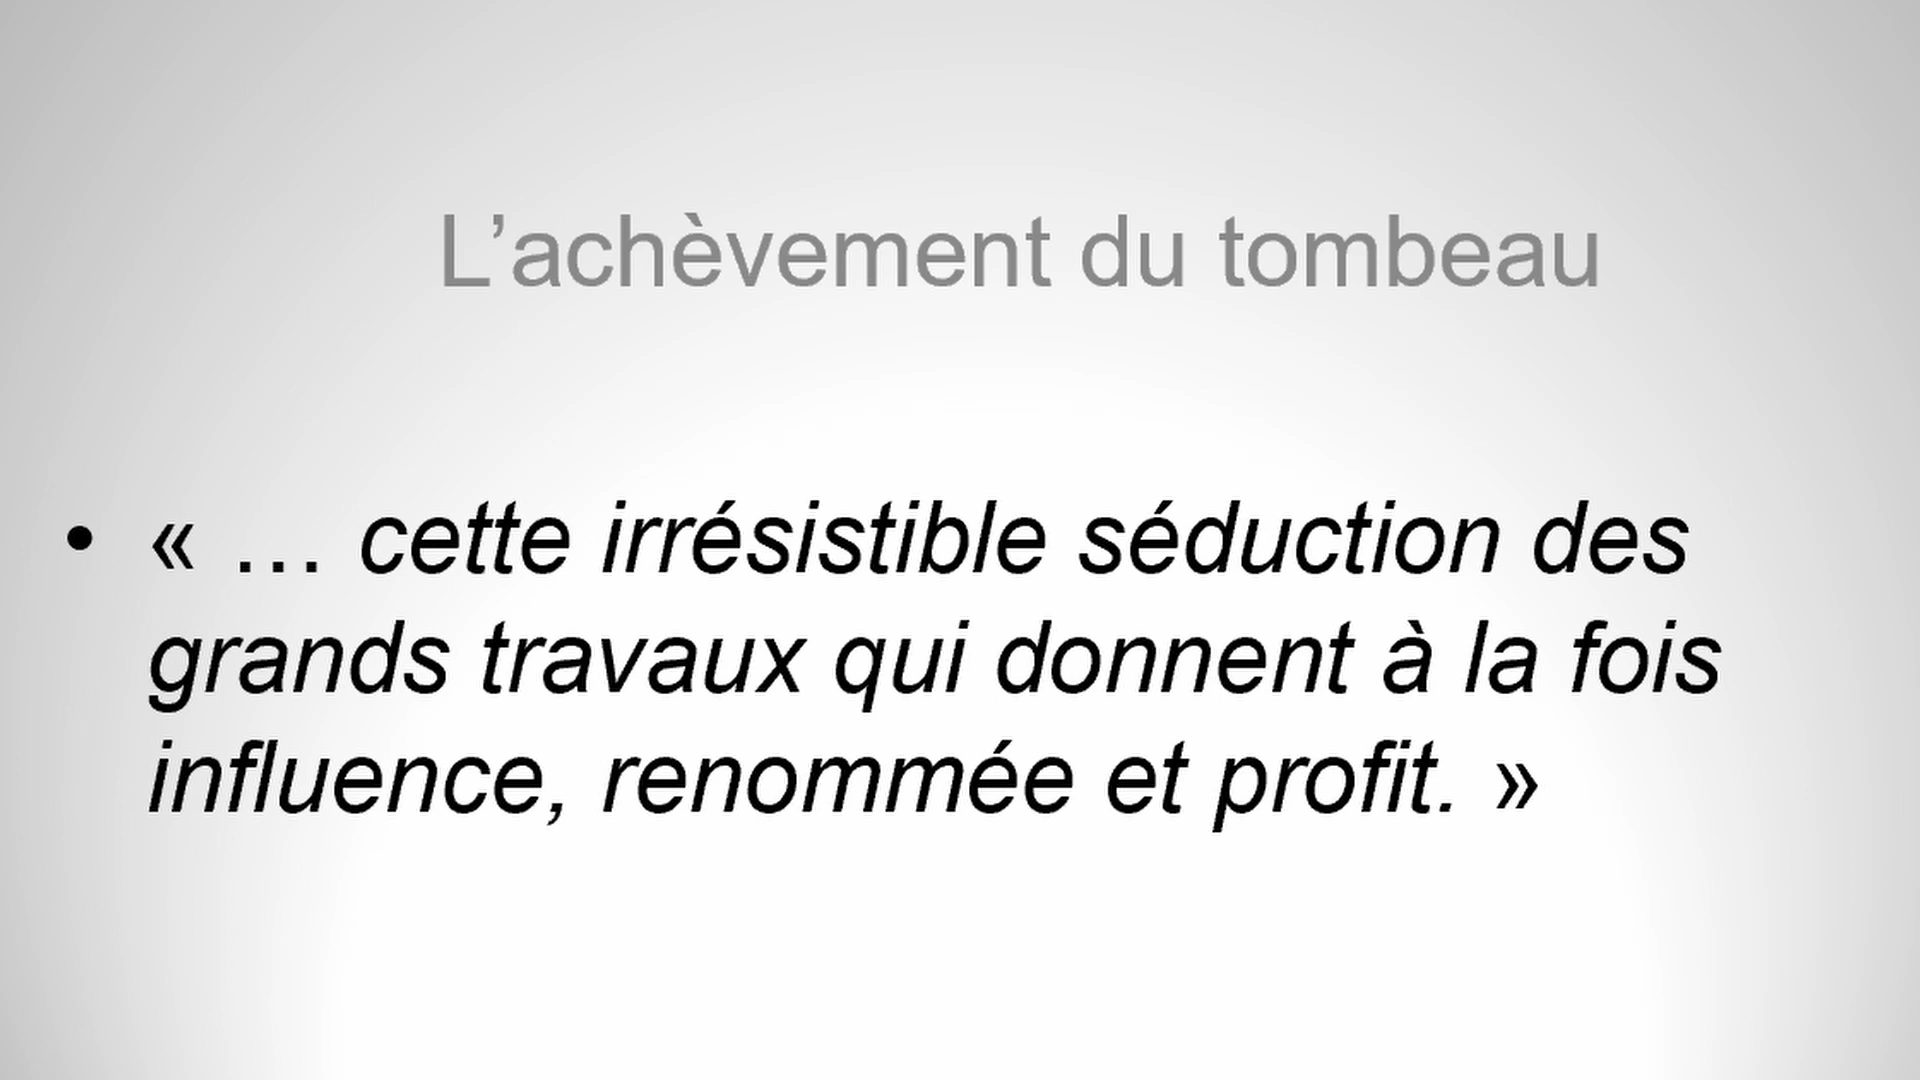 L’achèvement du tombeau
• « … cette irrésistible séduction des
grands travaux qui donnent à la fois
influence, renommée et profit. »